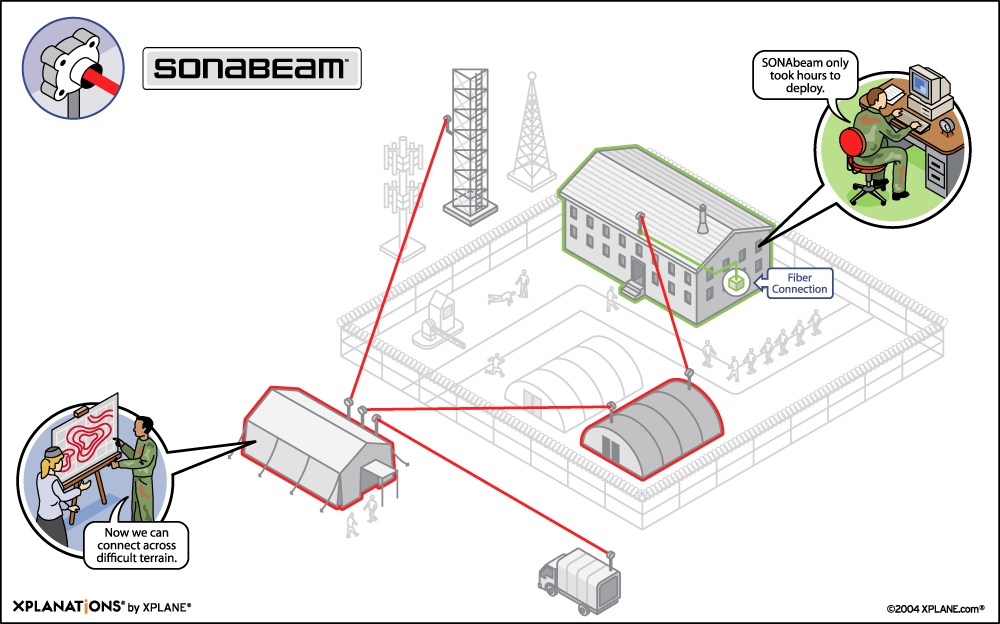 SONABEAM™
SONAbeam only
took hours to
deploy.
Fiber
Connection
Now we can
connect across
difficult terrain.
XPLANATiONS® by XPLANE®
©2004 XPLANE.com®